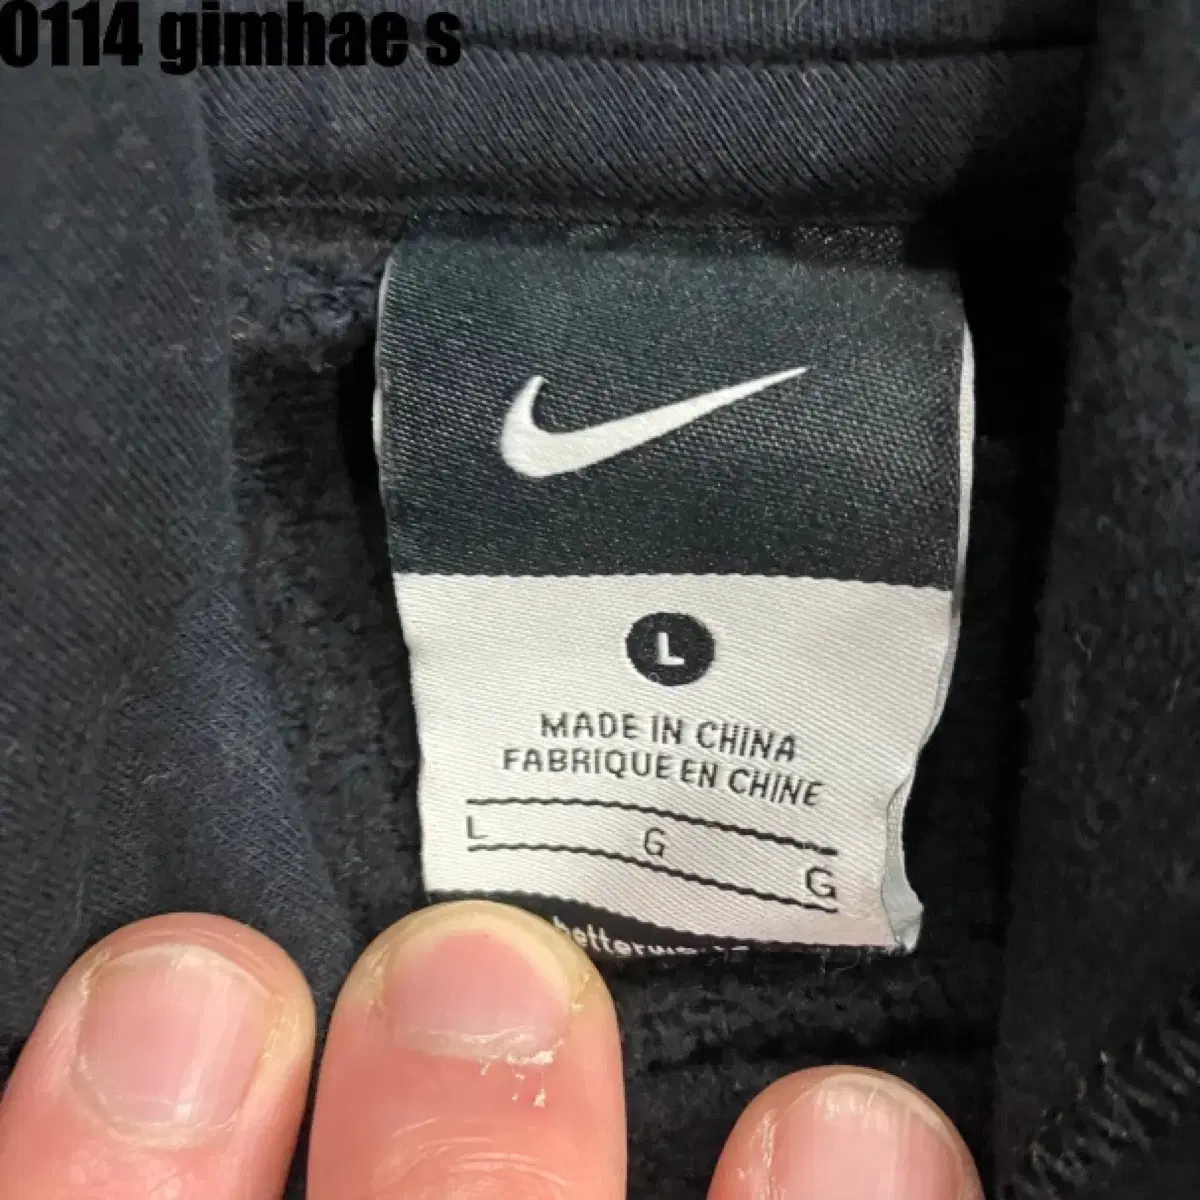 0114 gimhae s
L
MADE IN CHINA
FABRIQUE EN CHINE
L G G